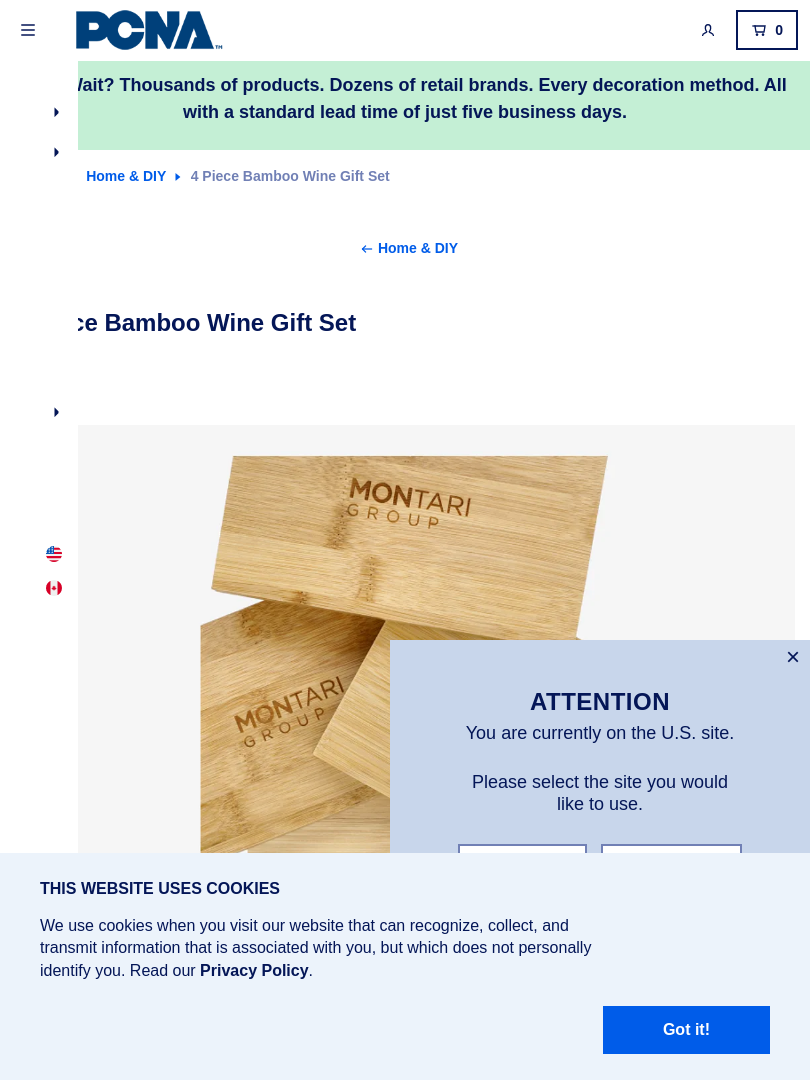 PCNA™
0
Wait? Thousands of products. Dozens of retail brands. Every decoration method. All
with a standard lead time of just five business days.
Home & DIY
4 Piece Bamboo Wine Gift Set
Home & DIY
Bamboo Wine Gift Set
MONTARI
GROUP
MONTARI
GROUP
ATTENTION
You are currently on the U.S. site.
Please select the site you would
like to use.
THIS WEBSITE USES COOKIES
We use cookies when you visit our website that can recognize, collect, and
transmit information that is associated with you, but which does not personally
identify you. Read our Privacy Policy.
Got it!